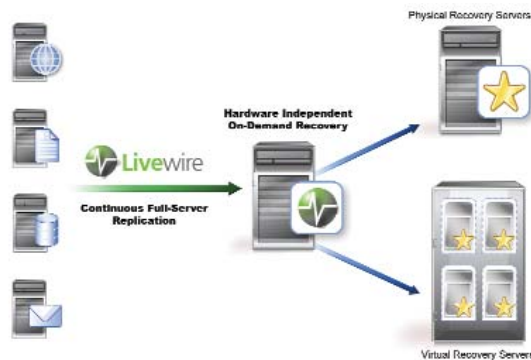 Physical Recovery Servers
Hardware Independent
On-Demand Recovery
Livewire
Continuous Full-Server
Replication
Virtual Recovery Servers